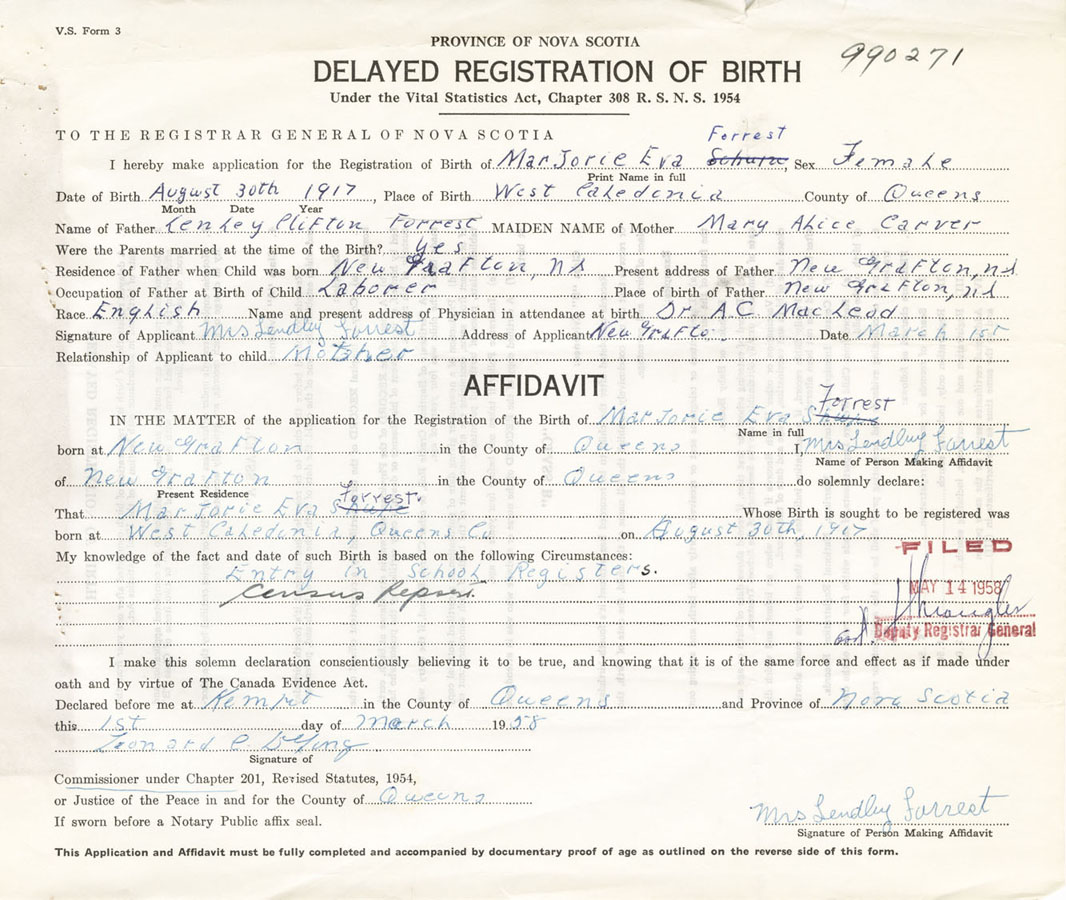 V.S. Form 3
PROVINCE OF NOVA SCOTIA
990271
DELAYED REGISTRATION OF BIRTH
Under the Vital Statistics Act, Chapter 308 R. S. N. S. 1954
TO THE REGISTRAR GENERAL OF NOVA SCOTIA
Forrest
I hereby make application for the Registration of Birth of Marjorie Eva , Sex Female
Print Name in full
Date of Birth August 30th 1917, Place of Birth West Caledonia County of Queens
Month Date Year
Name of Father Lenley Clifton Forrest MAIDEN NAME of Mother Mary Alice Carver
Were the Parents married at the time of the Birth? yes
Residence of Father when Child was born New Grafton, NS Present address of Father New Grafton, NS
Occupation of Father at Birth of Child Laborer Place of birth of Father New Grafton, NS
Race English Name and present address of Physician in attendance at birth Dr. A.C. MacLead
Signature of Applicant Mrs Lendley Forrest Address of Applicant New Grafto Date March 1st
Relationship of Applicant to child Motzher
AFFIDAVIT
Forrest
IN THE MATTER of the application for the Registration of the Birth of Marjorie Eva
Name in full
born at New Grafton in the County of Queens I, Mrs Lendley Forrest
Name of Person Making Affidavit
of New Grafton in the County of Queens do solemnly declare:
Present Residence
Forrest.
That Marjorie Eva Whose Birth is sought to be registered was
born at West Caledonia, Queens Co on August 30th, 1917
My knowledge of the fact and date of such Birth is based on the following Circumstances:
FILED
Entry in School Registers.
Census Report.
MAY 14 1958
Deputy Registrar General
I make this solemn declaration conscientiously believing it to be true, and knowing that it is of the same force and effect as if made under
oath and by virtue of The Canada Evidence Act.
Declared before me at Kempt in the County of Queens and Province of Nova Scotia
this 1st day of March 1958
Leonard C.
Signature of
Commissioner under Chapter 201, Revised Statutes, 1954,
or Justice of the Peace in and for the County of Queens
If sworn before a Notary Public affix seal.
Mrs Lendley Forrest
Signature of Person Making Affidavit
This Application and Affidavit must be fully completed and accompanied by documentary proof of age as outlined on the reverse side of this form.